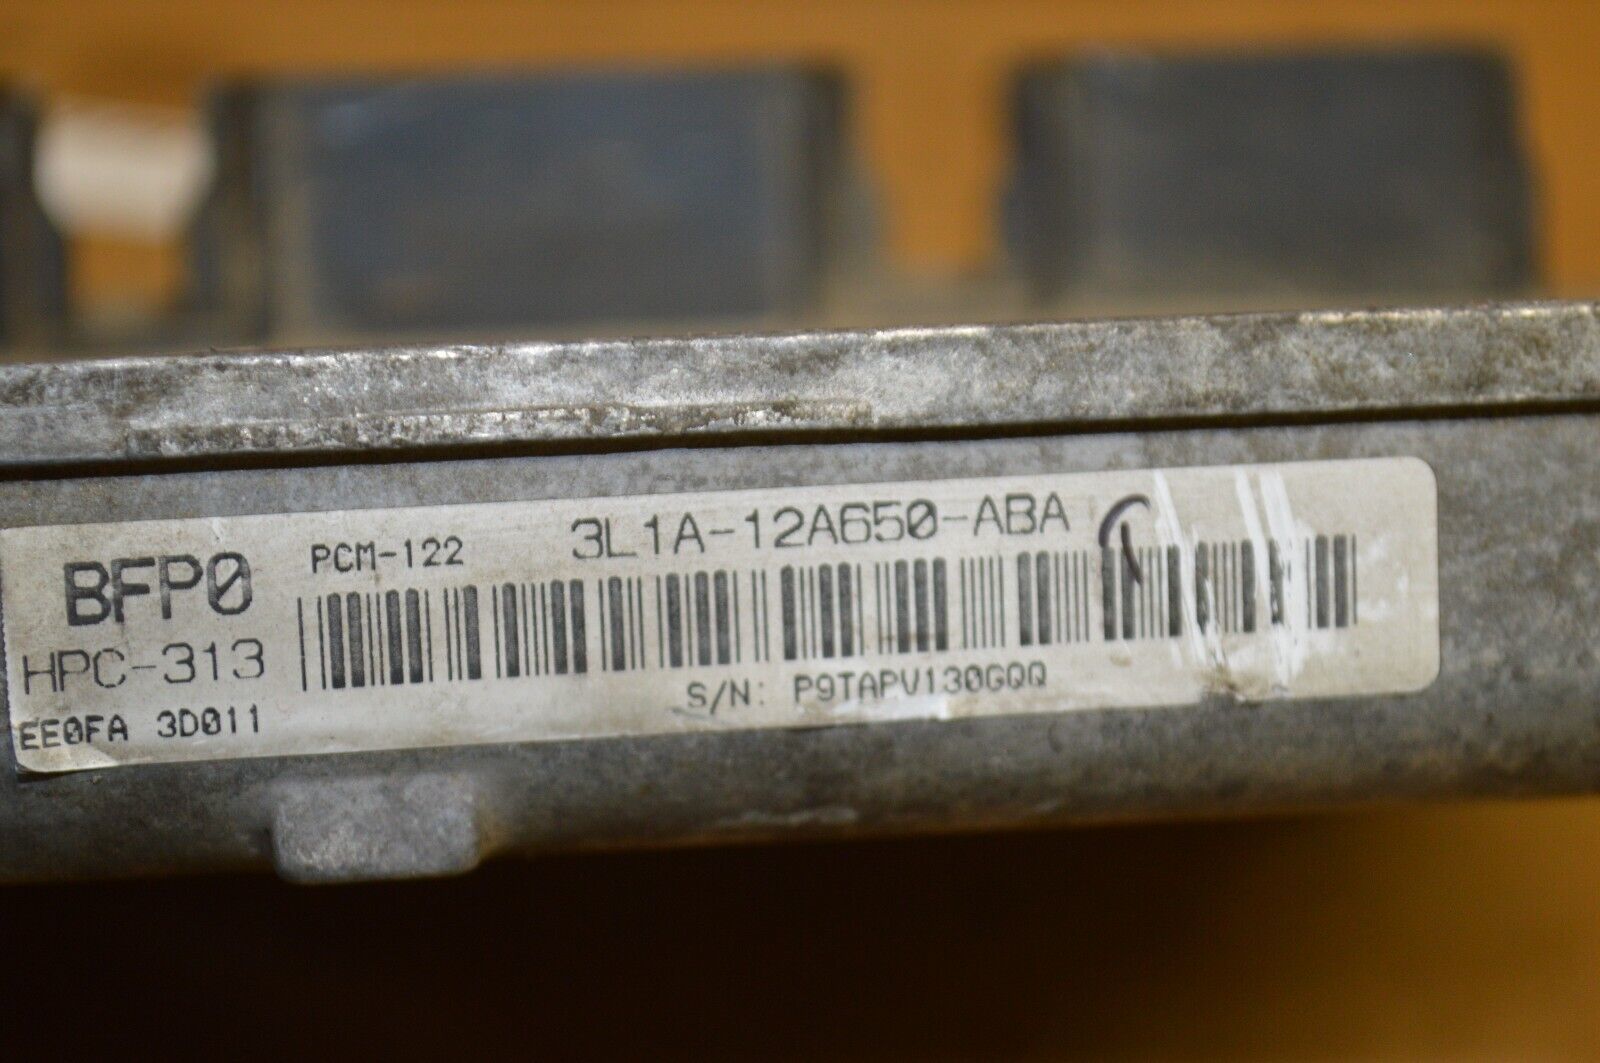 BFP0 PCM-122 3L1A-12A650-ABA
HPC-313
EE0FA 3D011 S/N: P9TAPV130GQQ